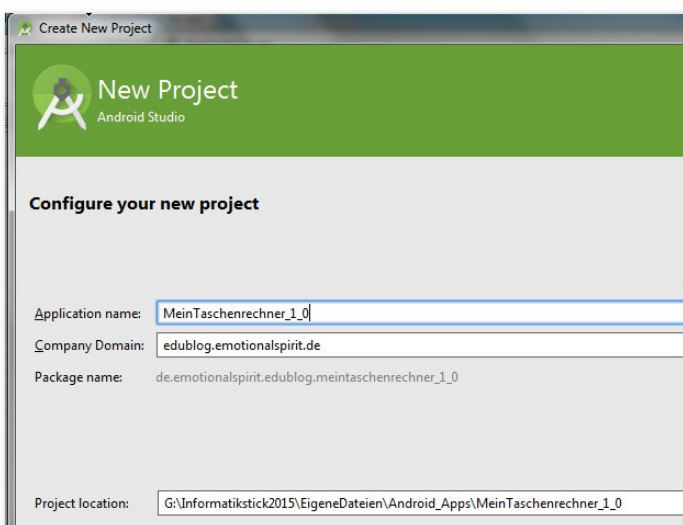 Create New Project
New Project
Android Studio
Configure your new project
Application name: MeinTaschenrechner_1_0
Company Domain: edublog.emotionalspirit.de
Package name: de.emotionalspirit.edublog.meintaschenrechner_1_0
Project location: G:\Informatikstick2015\EigeneDateien\Android_Apps\MeinTaschenrechner_1_0